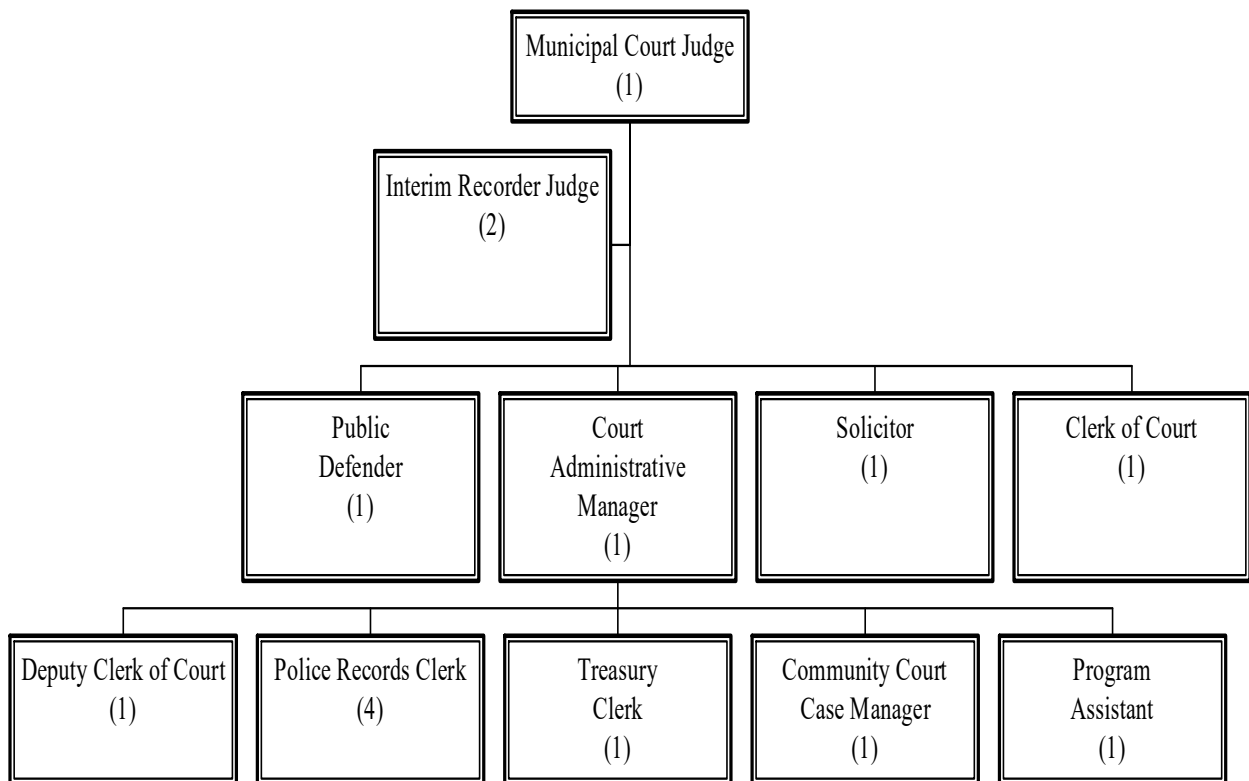 Municipal Court Judge
(1)
Interim Recorder Judge
(2)
Public
Defender
(1)
Court
Administrative
Manager
(1)
Solicitor
(1)
Clerk of Court
(1)
Deputy Clerk of Court
(1)
Police Records Clerk
(4)
Treasury
Clerk
(1)
Community Court
Case Manager
(1)
Program
Assistant
(1)